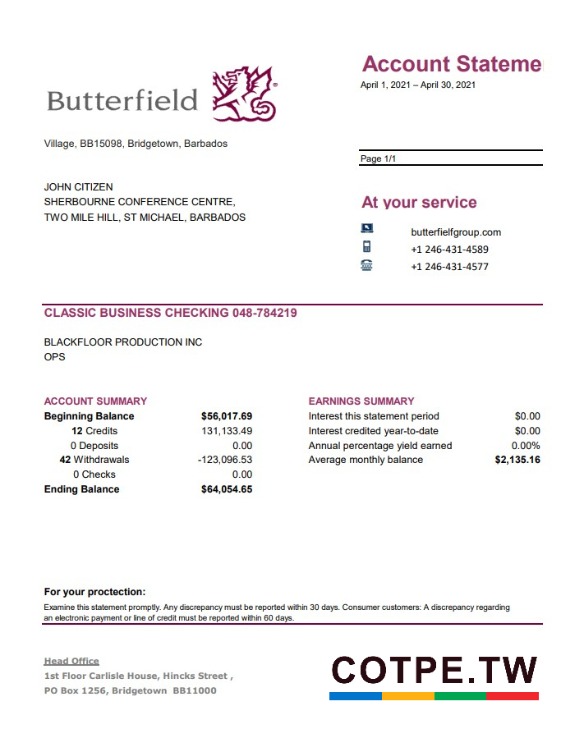 Account Stateme
April 1, 2021 – April 30, 2021
Butterfield
Village, BB15098, Bridgetown, Barbados
Page 1/1
JOHN CITIZEN
SHERBOURNE CONFERENCE CENTRE,
TWO MILE HILL, ST MICHAEL, BARBADOS
At your service
butterfielfgroup.com
+1 246-431-4589
+1 246-431-4577
CLASSIC BUSINESS CHECKING 048-784219
BLACKFLOOR PRODUCTION INC
OPS
ACCOUNT SUMMARY
Beginning Balance $56,017.69
12 Credits 131,133.49
0 Deposits 0.00
42 Withdrawals -123,096.53
0 Checks 0.00
Ending Balance $64,054.65
EARNINGS SUMMARY
Interest this statement period $0.00
Interest credited year-to-date $0.00
Annual percentage yield earned 0.00%
Average monthly balance $2,135.16
For your proctection:
Examine this statement promptly. Any discrepancy must be reported within 30 days. Consumer customers: A discrepancy regarding
an electronic payment or line of credit must be reported within 60 days.
Head Office
1st Floor Carlisle House, Hincks Street ,
PO Box 1256, Bridgetown BB11000
COTPE.TW